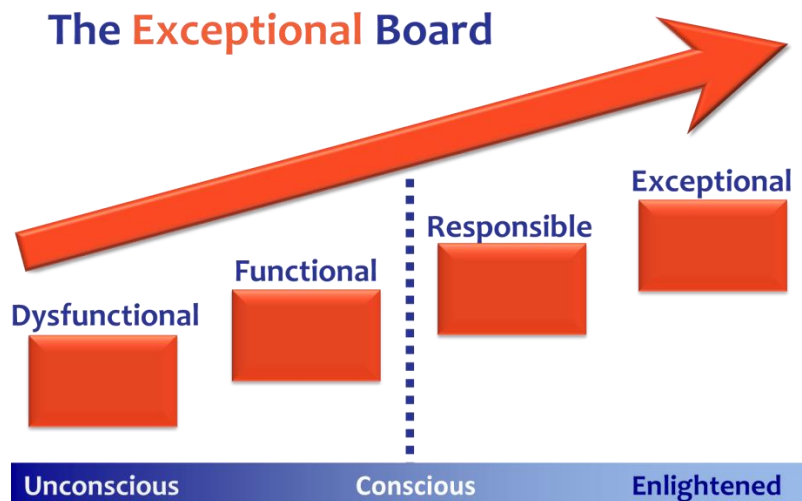 The Exceptional Board
Exceptional
Responsible
Functional
Dysfunctional
Unconscious Conscious Enlightened